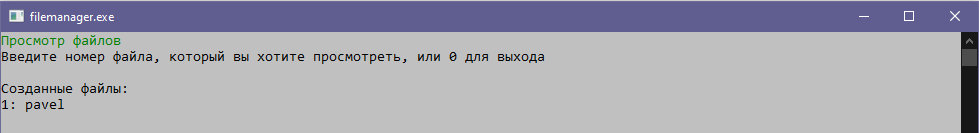 filemanager.exe
Просмотр файлов
Введите номер файла, который вы хотите просмотреть, или 0 для выхода
Созданные файлы:
1: pavel